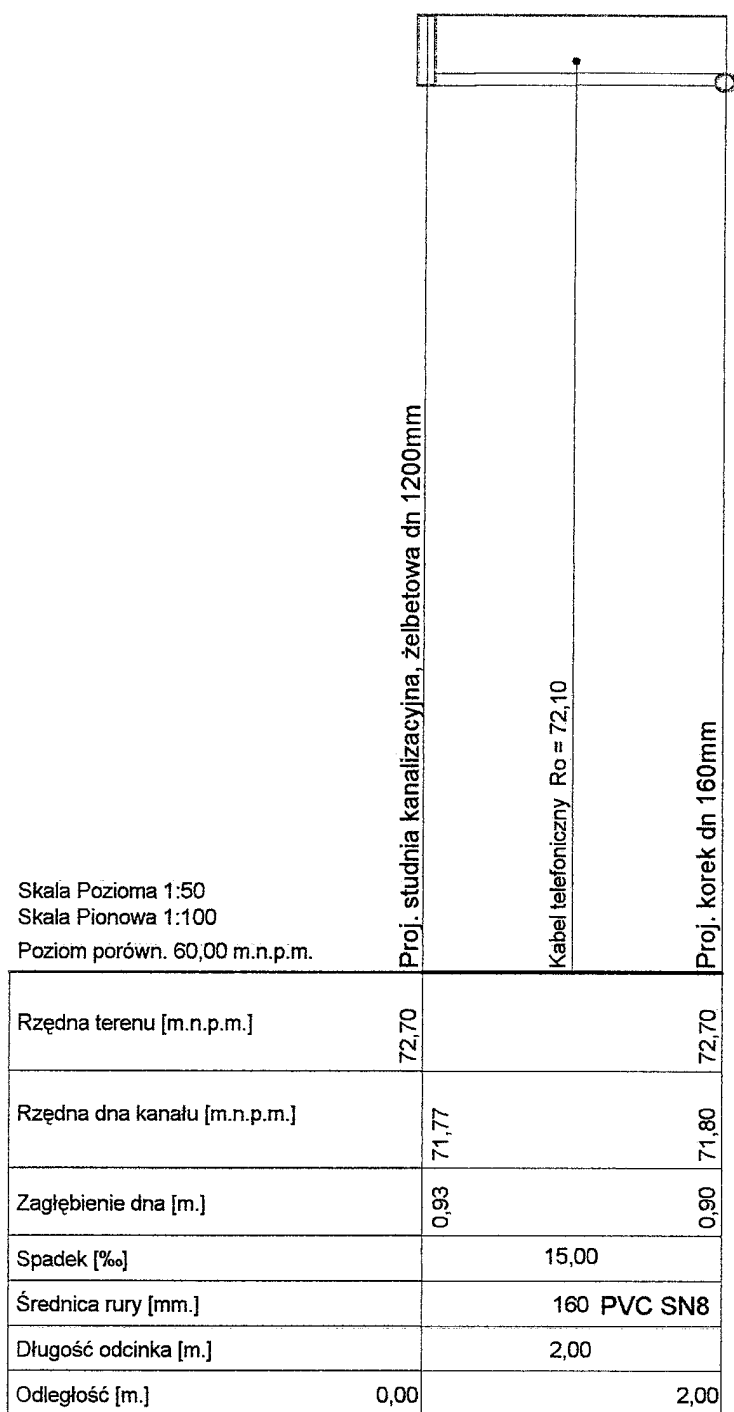 Proj. studnia kanalizacyjna, żelbetowa dn 1200mm
Kabel telefoniczny Ro = 72,10
Proj. korek dn 160mm
Skala Pozioma 1:50
Skala Pionowa 1:100
Poziom porówn. 60,00 m.n.p.m.
Rzędna terenu [m.n.p.m.] 72,70 72,70
Rzędna dna kanału [m.n.p.m.] 71,77 71,80
Zagłębienie dna [m.] 0,93 0,90
Spadek [‰] 15,00
Średnica rury [mm.] 160 PVC SN8
Długość odcinka [m.] 2,00
Odległość [m.] 0,00 2,00